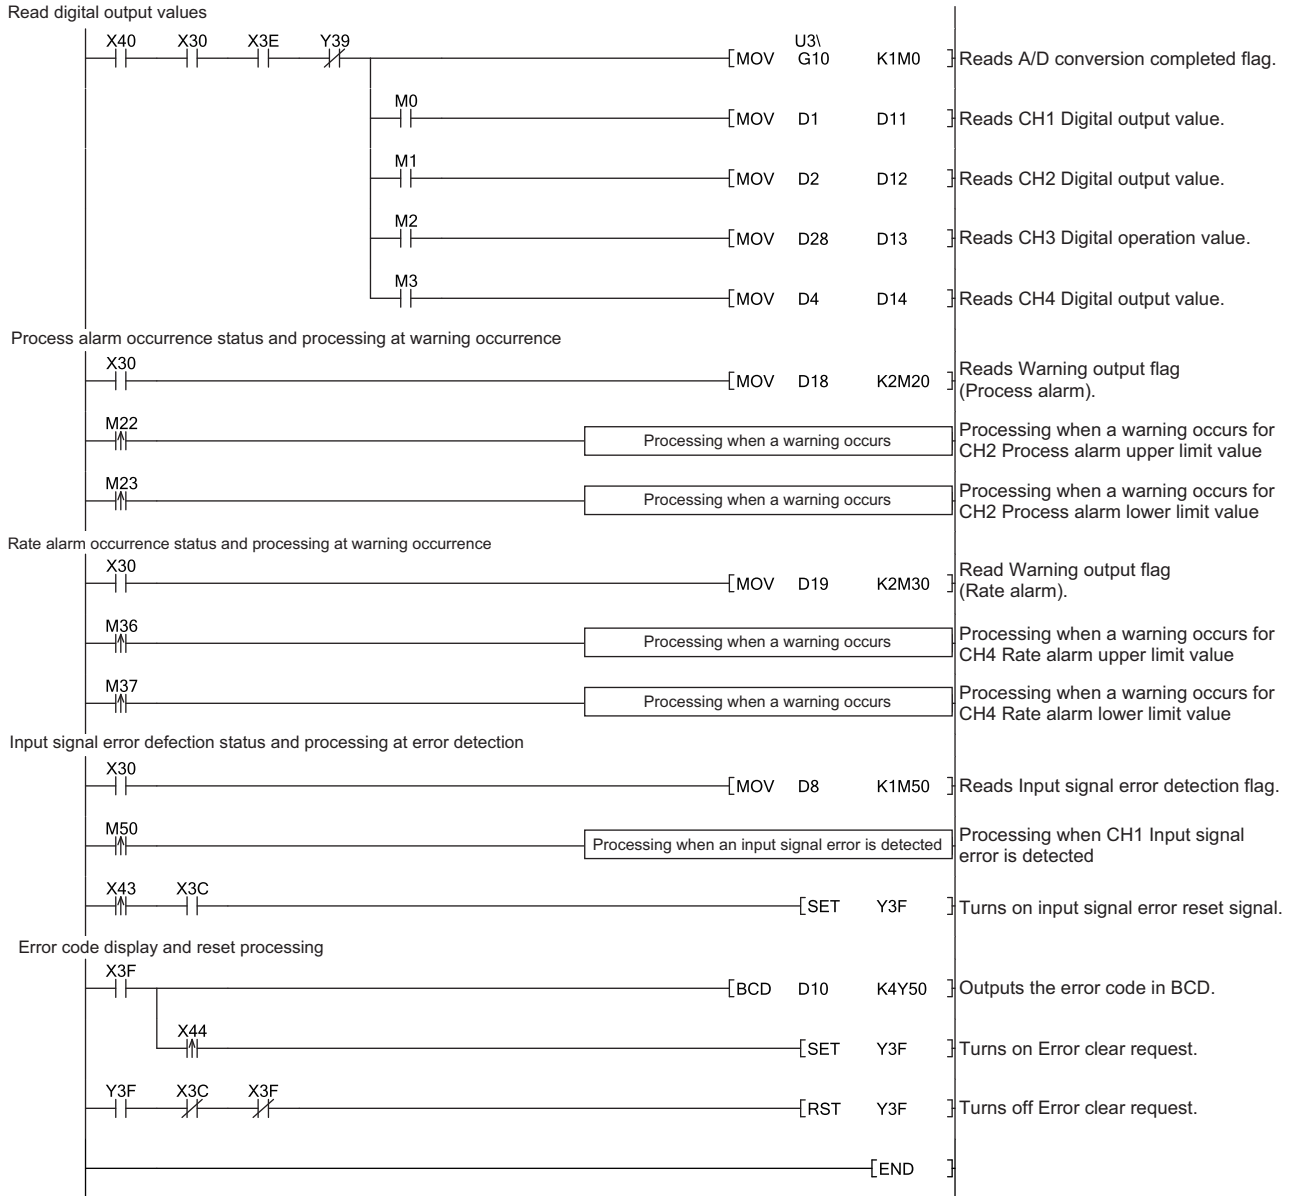 Read digital output values
X40 X30 X3E Y39 U3\
MOV G10 K1M0 Reads A/D conversion completed flag.
M0
MOV D1 D11 Reads CH1 Digital output value.
M1
MOV D2 D12 Reads CH2 Digital output value.
M2
MOV D28 D13 Reads CH3 Digital operation value.
M3
MOV D4 D14 Reads CH4 Digital output value.
Process alarm occurrence status and processing at warning occurrence
X30
MOV D18 K2M20 Reads Warning output flag
(Process alarm).
M22
Processing when a warning occurs Processing when a warning occurs for
CH2 Process alarm upper limit value
M23
Processing when a warning occurs Processing when a warning occurs for
CH2 Process alarm lower limit value
Rate alarm occurrence status and processing at warning occurrence
X30
MOV D19 K2M30 Read Warning output flag
(Rate alarm).
M36
Processing when a warning occurs Processing when a warning occurs for
CH4 Rate alarm upper limit value
M37
Processing when a warning occurs Processing when a warning occurs for
CH4 Rate alarm lower limit value
Input signal error defection status and processing at error detection
X30
MOV D8 K1M50 Reads Input signal error detection flag.
M50
Processing when an input signal error is detected Processing when CH1 Input signal
error is detected
X43 X3C
SET Y3F Turns on input signal error reset signal.
Error code display and reset processing
X3F
BCD D10 K4Y50 Outputs the error code in BCD.
X44
SET Y3F Turns on Error clear request.
Y3F X3C X3F
RST Y3F Turns off Error clear request.
END